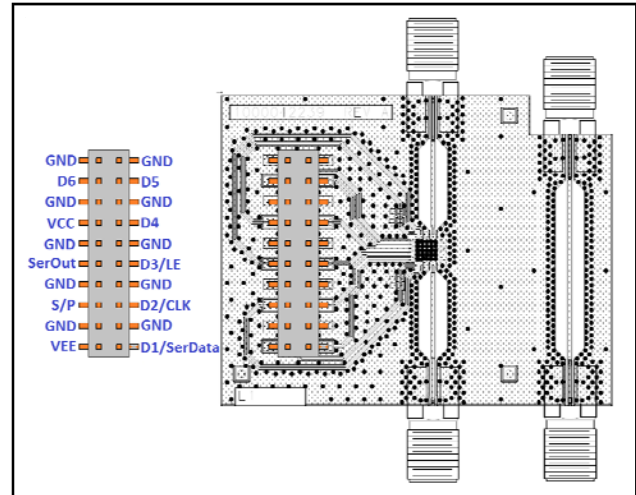 GND GND
D6 D5
GND GND
VCC D4
GND GND
SerOut D3/LE
GND GND
S/P D2/CLK
GND GND
VEE D1/SerData